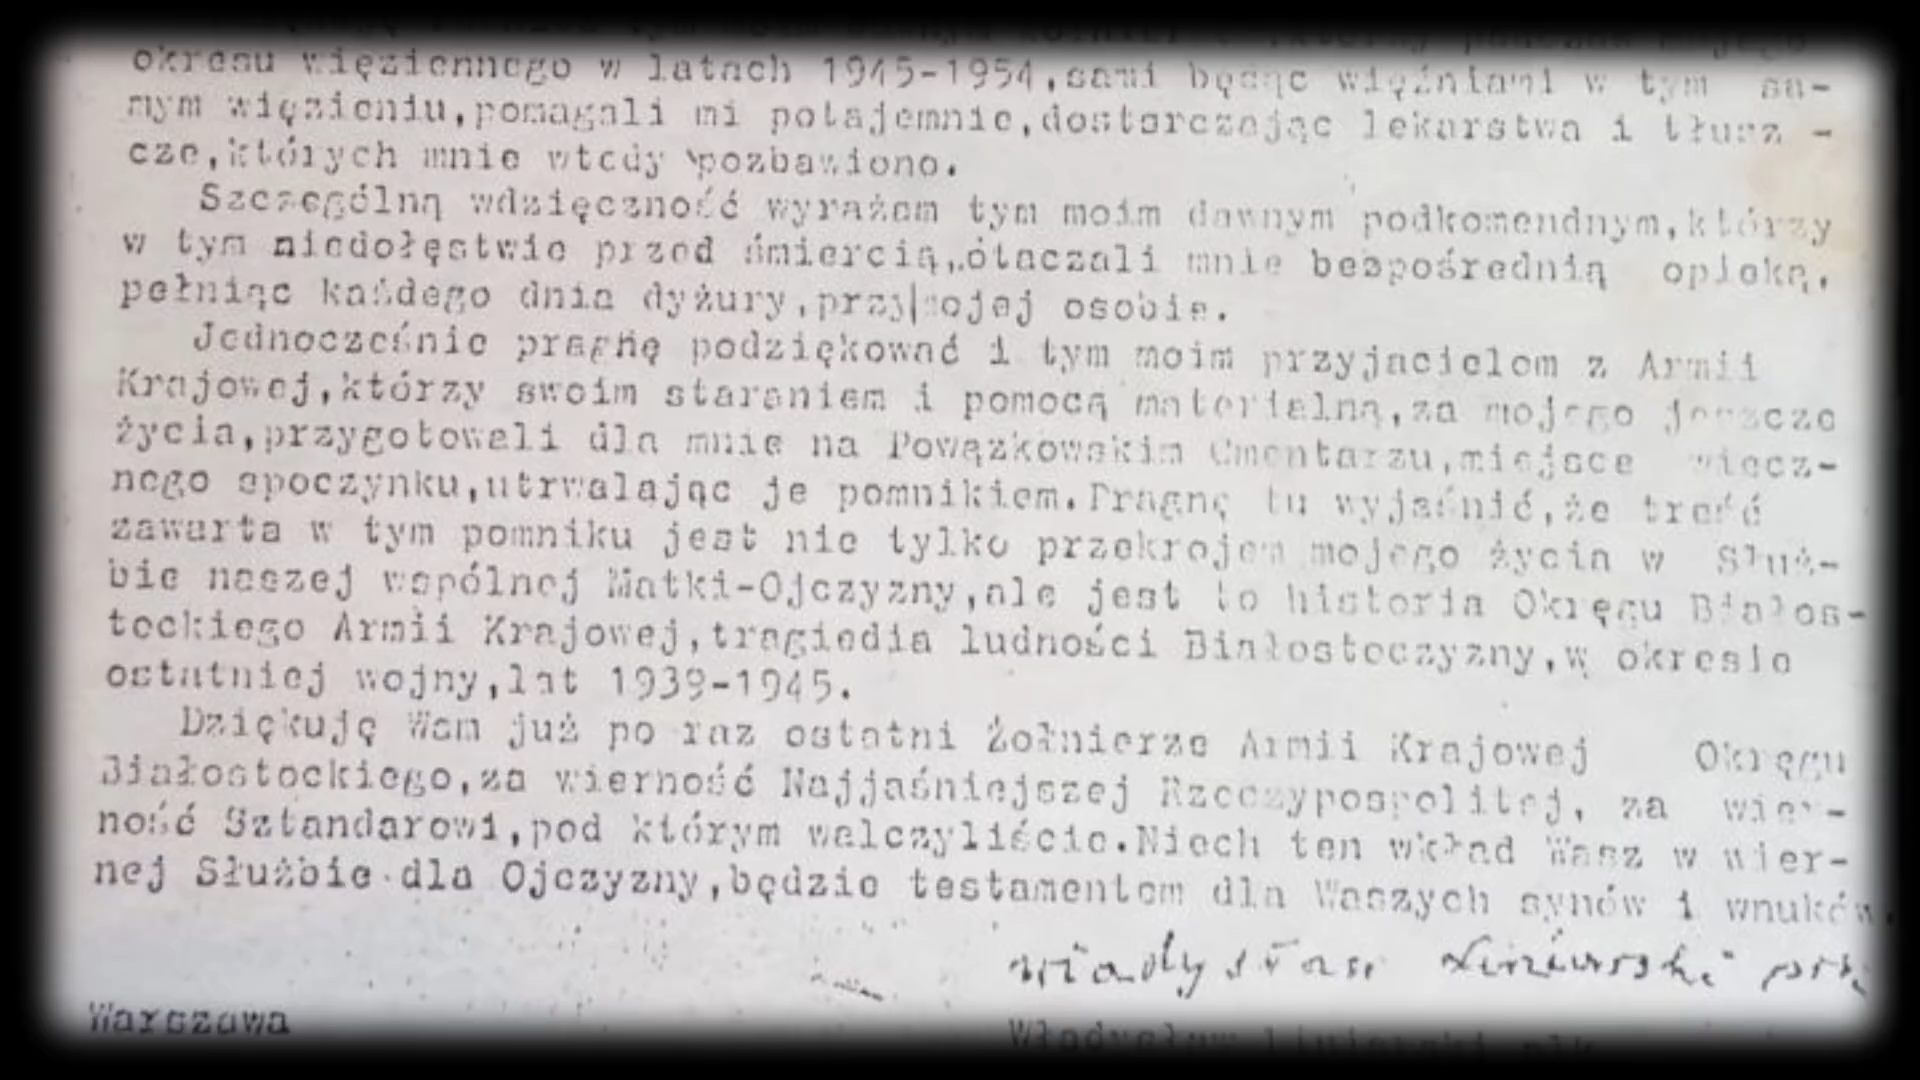 okresu więziennego w latach 1945-1954,sami będąc więźniami w tym sa-
mym więzieniu,pomagali mi potajemnie,dostarczając lekarstwa i tłusz -
cze,których mnie wtedy pozbawiono.
Szczególną wdzięczność wyrażam tym moim dawnym podkomendnym,którzy
w tym niedołęstwie przed śmiercią,otaczali mnie bezpośrednią opieką,
pełniąc każdego dnia dyżury,przy mojej osobie.
Jednocześnie pragnę podziękować i tym moim przyjacielom z Armii
Krajowej,którzy swoim staraniem i pomocą materialną,za mojego jeszcze
życia,przygotowali dla mnie na Powązkowskim Cmentarzu,miejsce wiecz-
nego spoczynku,utrwalając je pomnikiem.Pragnę tu wyjaśnić,że treść
zawarta w tym pomniku jest nie tylko przekrojem mojego życia w Służ-
bie naszej wspólnej Matki-Ojczyzny,ale jest to historia Okręgu Białos-
tockiego Armii Krajowej,tragiedia ludności Białostoczyzny,w okresie
ostatniej wojny,lat 1939-1945.
Dziękuję Wam już po raz ostatni Żołnierze Armii Krajowej Okręgu
Białostockiego,za wierność Najjaśniejszej Rzeczypospolitej, za wier-
ność Sztandarowi,pod którym walczyliście.Niech ten wkład Wasz w wier-
nej Służbie dla Ojczyzny,będzie testamentem dla Waszych synów i wnuków.
Władysław Liniarski płk
Warszawa
Władysław Liniarski płk